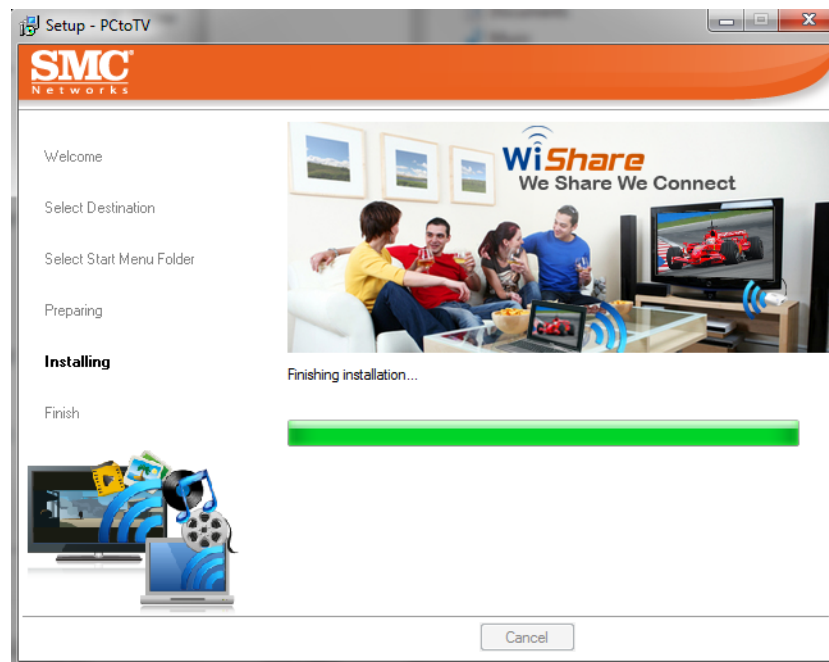 Setup - PCtoTV
SMC
Networks
Welcome
Select Destination
Select Start Menu Folder
Preparing
Installing
Finish
WiShare
We Share We Connect
Finishing installation...
Cancel